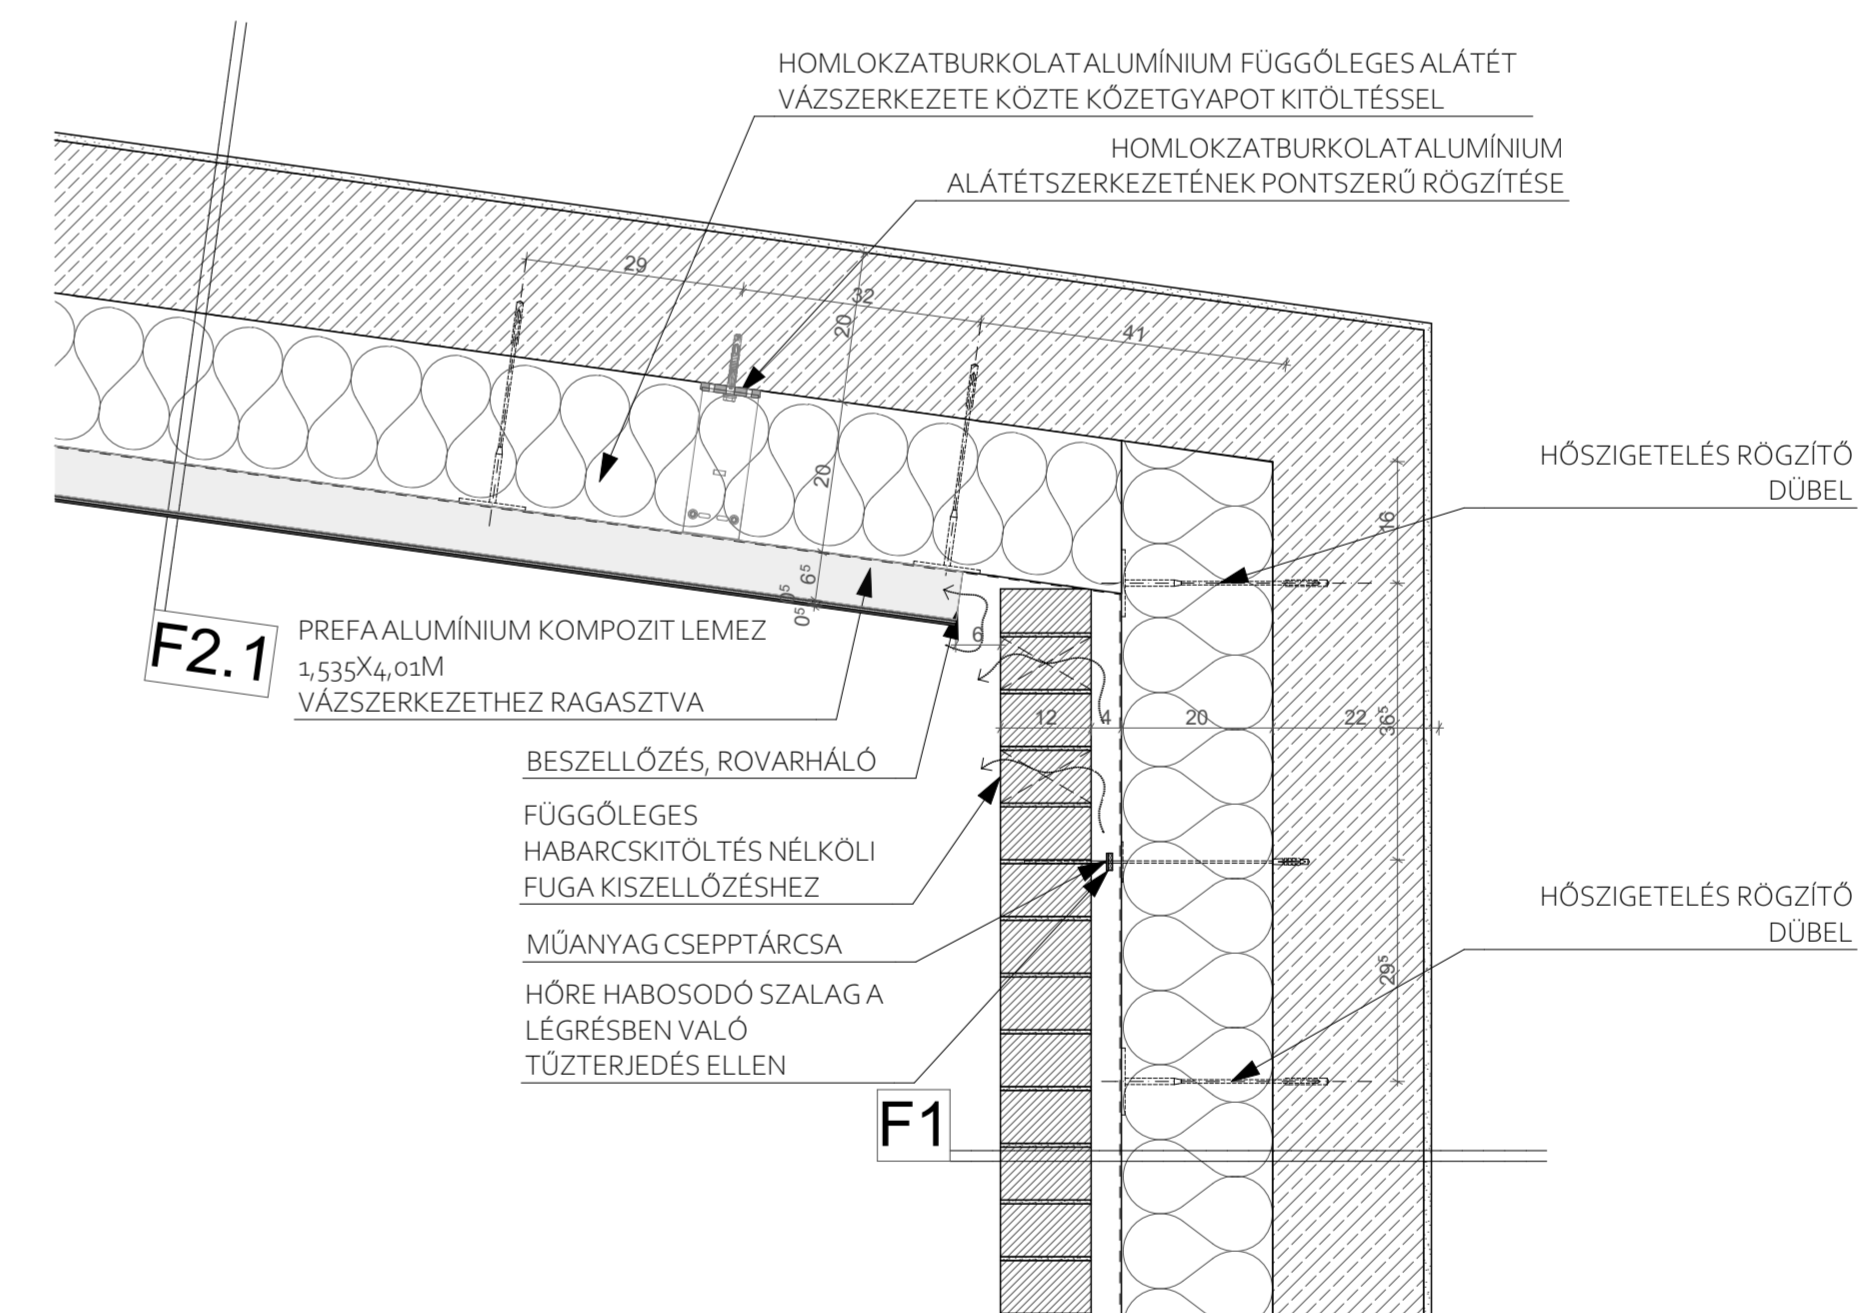 HOMLOKZATBURKOLAT ALUMÍNIUM FÜGGŐLEGES ALÁTÉT
VÁZSZERKEZETE KÖZTE KŐZETGYAPOT KITÖLTÉSSEL
HOMLOKZATBURKOLAT ALUMÍNIUM
ALÁTÉTSZERKEZETÉNEK PONTSZERŰ RÖGZÍTÉSE
29
32
20
41
20
6⁵
0⁵
HŐSZIGETELÉS RÖGZÍTŐ
DÜBEL
16
F2.1
PREFA ALUMÍNIUM KOMPOZIT LEMEZ
1,535X4,01M
VÁZSZERKEZETHEZ RAGASZTVA
6
12
4
20
22
36⁵
BESZELLŐZÉS, ROVARHÁLÓ
FÜGGŐLEGES
HABARCSKITÖLTÉS NÉLKÖLI
FUGA KISZELLŐZÉSHEZ
MŰANYAG CSEPPTÁRCSA
HŐRE HABOSODÓ SZALAG A
LÉGRÉSBEN VALÓ
TŰZTERJEDÉS ELLEN
HŐSZIGETELÉS RÖGZÍTŐ
DÜBEL
29⁵
F1